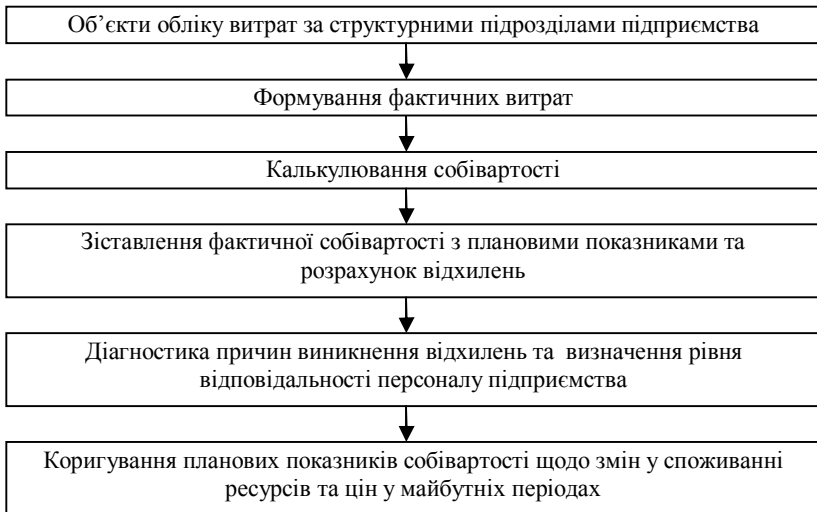 Об’єкти обліку витрат за структурними підрозділами підприємства
Формування фактичних витрат
Калькулювання собівартості
Зіставлення фактичної собівартості з плановими показниками та
розрахунок відхилень
Діагностика причин виникнення відхилень та визначення рівня
відповідальності персоналу підприємства
Коригування планових показників собівартості щодо змін у споживанні
ресурсів та цін у майбутніх періодах